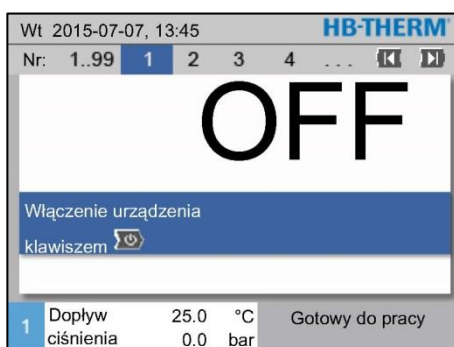 Wt 2015-07-07, 13:45 HB-THERM®
Nr: 1..99 1 2 3 4 ...
OFF
Włączenie urządzenia
klawiszem
1 Dopływ 25.0 °C Gotowy do pracy
ciśnienia 0.0 bar